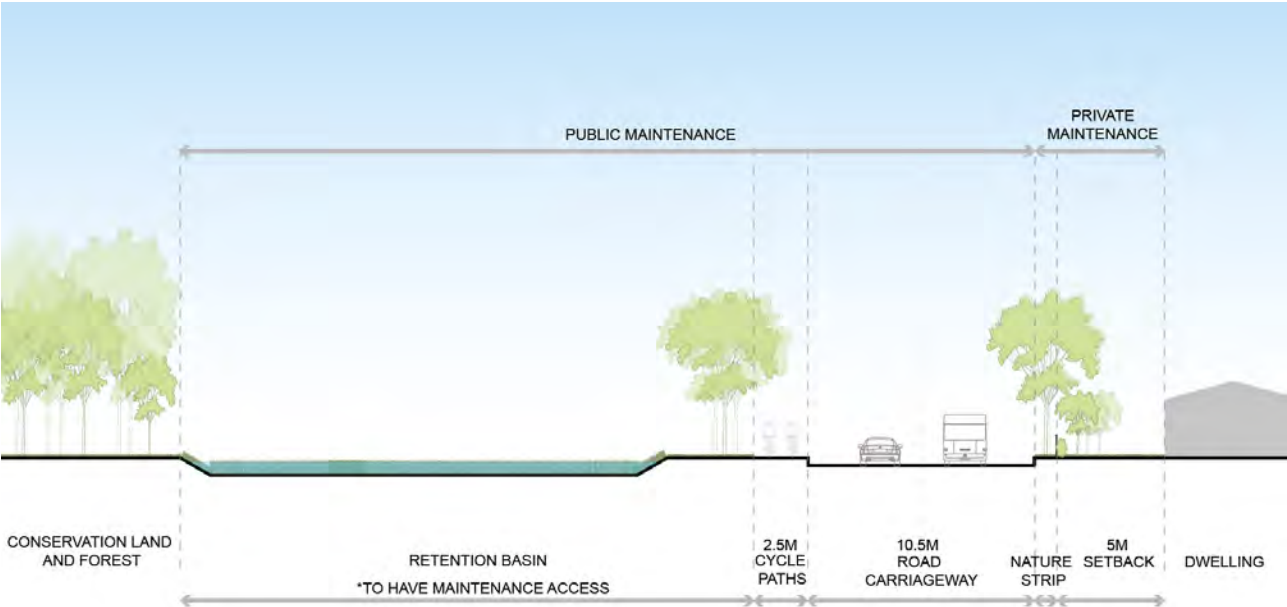 PUBLIC MAINTENANCE
PRIVATE
MAINTENANCE
CONSERVATION LAND
AND FOREST
RETENTION BASIN
*TO HAVE MAINTENANCE ACCESS
2.5M
CYCLE
PATHS
10.5M
ROAD
CARRIAGEWAY
NATURE
STRIP
5M
SETBACK
DWELLING